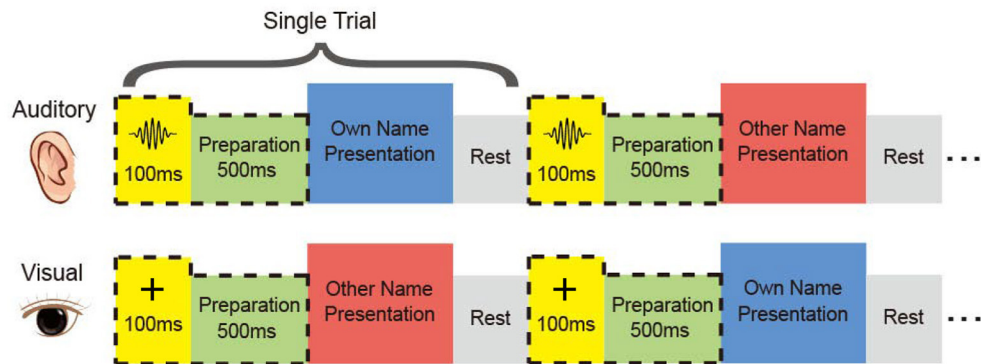 Single Trial
Auditory
100ms
Preparation
500ms
Own Name
Presentation
Rest
100ms
Preparation
500ms
Other Name
Presentation
Rest
...
Visual
+
100ms
Preparation
500ms
Other Name
Presentation
Rest
+
100ms
Preparation
500ms
Own Name
Presentation
Rest
...